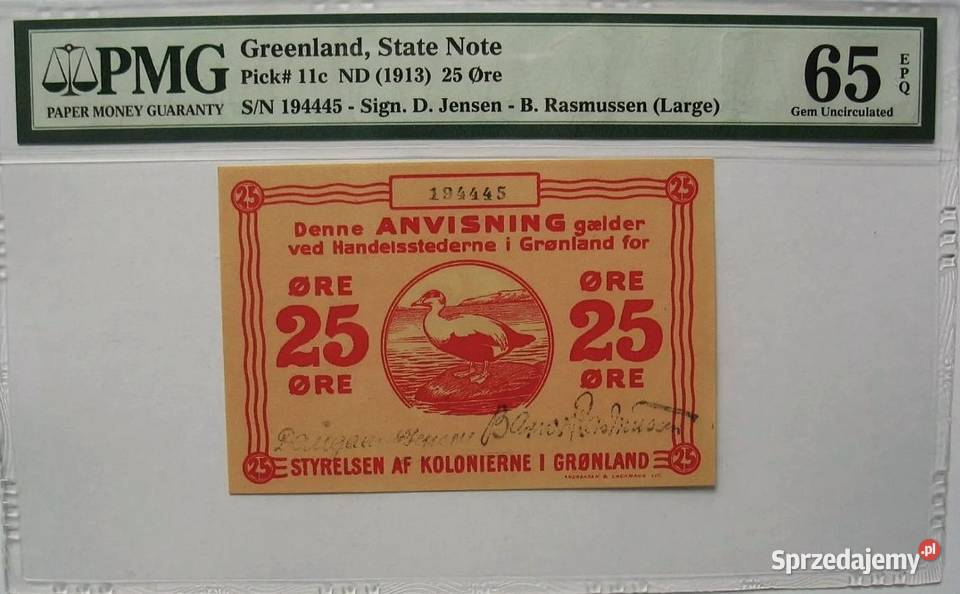 PMG
PAPER MONEY GUARANTY
Greenland, State Note
Pick# 11c ND (1913) 25 Øre
S/N 194445 - Sign. D. Jensen - B. Rasmussen (Large)
65 EPQ
Gem Uncirculated
25 194445 25
Denne ANVISNING gælder
ved Handelsstederne i Grønland for
ØRE ØRE
25 25
ØRE ØRE
Rasmussen
25 STYRELSEN AF KOLONIERNE I GRØNLAND 25
Sprzedajemy.pl